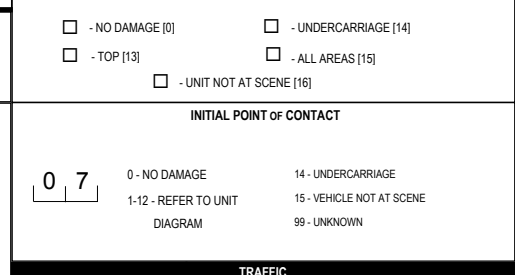 ☐ - NO DAMAGE [0] ☐ - UNDERCARRIAGE [14]
☐ - TOP [13] ☐ - ALL AREAS [15]
☐ - UNIT NOT AT SCENE [16]
INITIAL POINT OF CONTACT
0 7
0 - NO DAMAGE 14 - UNDERCARRIAGE
1-12 - REFER TO UNIT 15 - VEHICLE NOT AT SCENE
DIAGRAM 99 - UNKNOWN
TRAFFIC